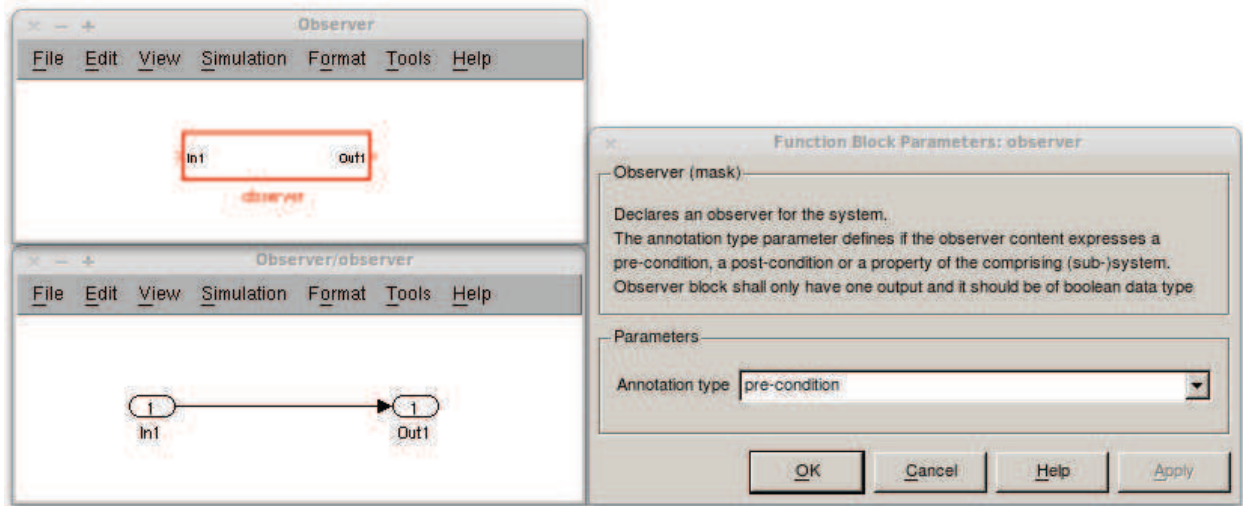 Observer
File Edit View Simulation Format Tools Help
In1 Out1
observer
Observer/observer
File Edit View Simulation Format Tools Help
1 1
In1 Out1
Function Block Parameters: observer
Observer (mask)
Declares an observer for the system.
The annotation type parameter defines if the observer content expresses a
pre-condition, a post-condition or a property of the comprising (sub-)system.
Observer block shall only have one output and it should be of boolean data type
Parameters
Annotation type pre-condition
OK Cancel Help Apply